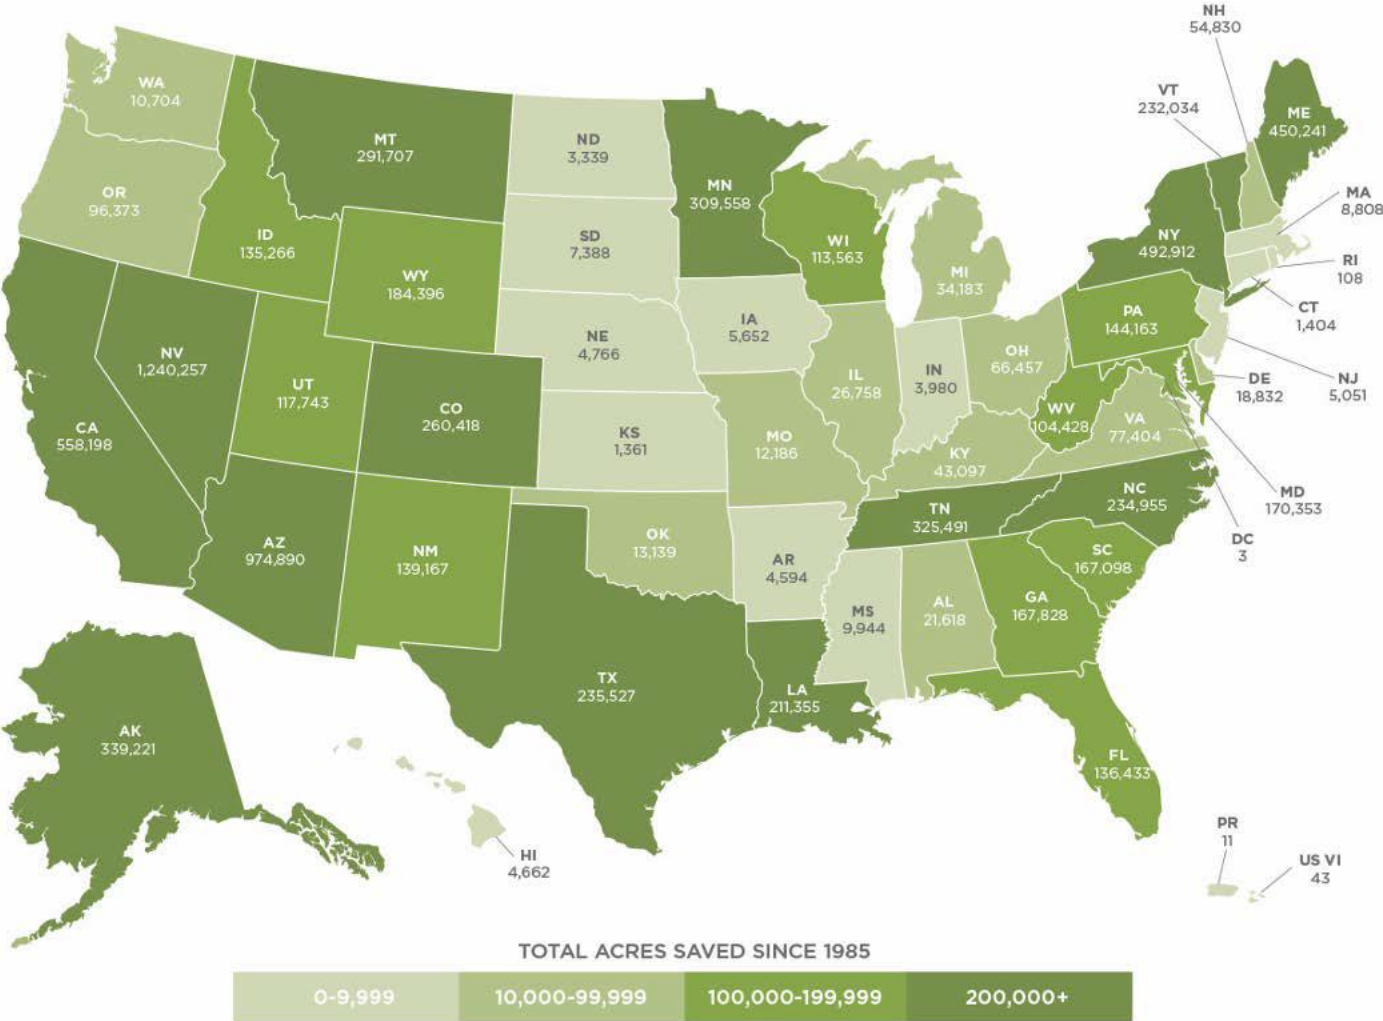 NH
54,830
VT
232,034
ME
450,241
WA
10,704
MT
291,707
ND
3,339
MN
309,558
MA
8,808
OR
96,373
ID
135,266
SD
7,388
WI
113,563
NY
492,912
RI
108
WY
184,396
MI
34,183
CT
1,404
NV
1,240,257
UT
117,743
NE
4,766
IA
5,652
PA
144,163
OH
66,457
IN
3,980
IL
26,758
DE
18,832
NJ
5,051
CA
558,198
CO
260,418
KS
1,361
MO
12,186
WV
104,428
VA
77,404
KY
43,097
MD
170,353
AZ
974,890
NM
139,167
OK
13,139
AR
4,594
TN
325,491
NC
234,955
DC
3
SC
167,098
MS
9,944
AL
21,618
GA
167,828
TX
235,527
LA
211,355
AK
339,221
FL
136,433
HI
4,662
PR
11
US VI
43
TOTAL ACRES SAVED SINCE 1985
0-9,999
10,000-99,999
100,000-199,999
200,000+